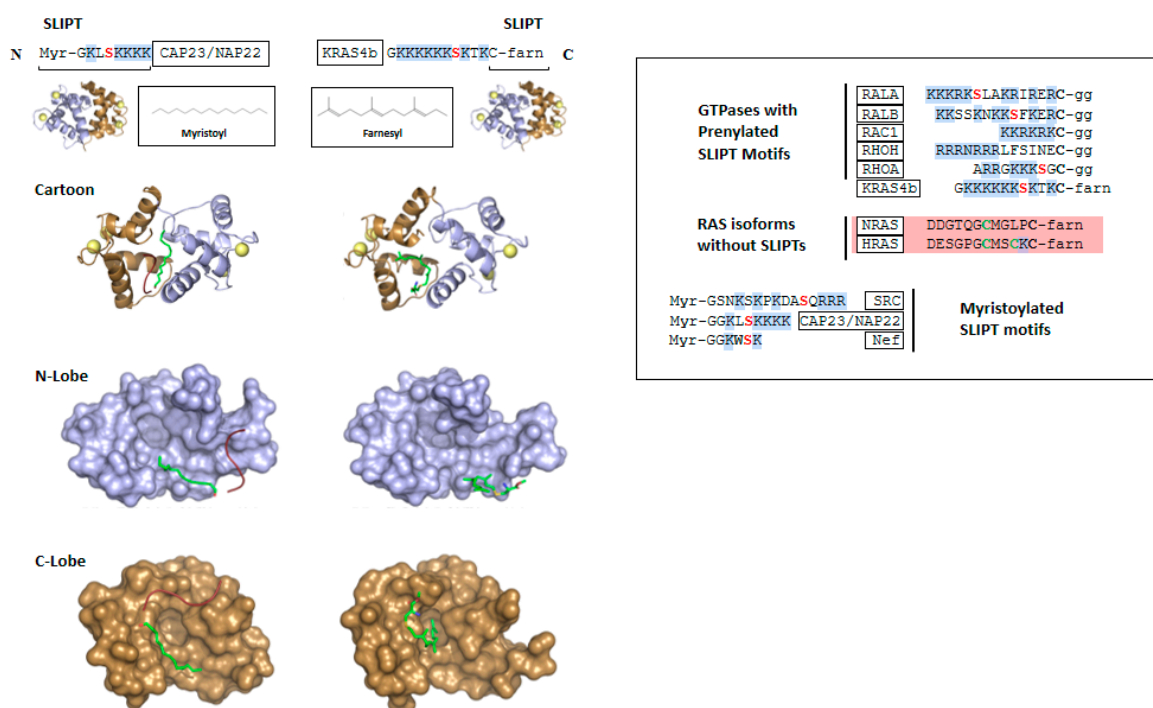 SLIPT SLIPT
N Myr-GKLSKKKK CAP23/NAP22 KRAS4b GKKKKKKSKTKC-farn C
Myristoyl Farnesyl
Cartoon
N-Lobe
C-Lobe
GTPases with
Prenylated
SLIPT Motifs
RALA KKKRKSLAKRIRERC-gg
RALB KKSSKNKKSFKERC-gg
RAC1 KKRKRKC-gg
RHOH RRRNRRRLFSINEC-gg
RHOA ARRGKKKSGC-gg
KRAS4b GKKKKKKSKTKC-farn
RAS isoforms
without SLIPTs
NRAS DDGTQGCMGLPC-farn
HRAS DESGPGCMSCKC-farn
Myr-GSNKSKPKDASQRRR SRC
Myr-GGKLSKKKK CAP23/NAP22
Myr-GGKWSK Nef
Myristoylated
SLIPT motifs